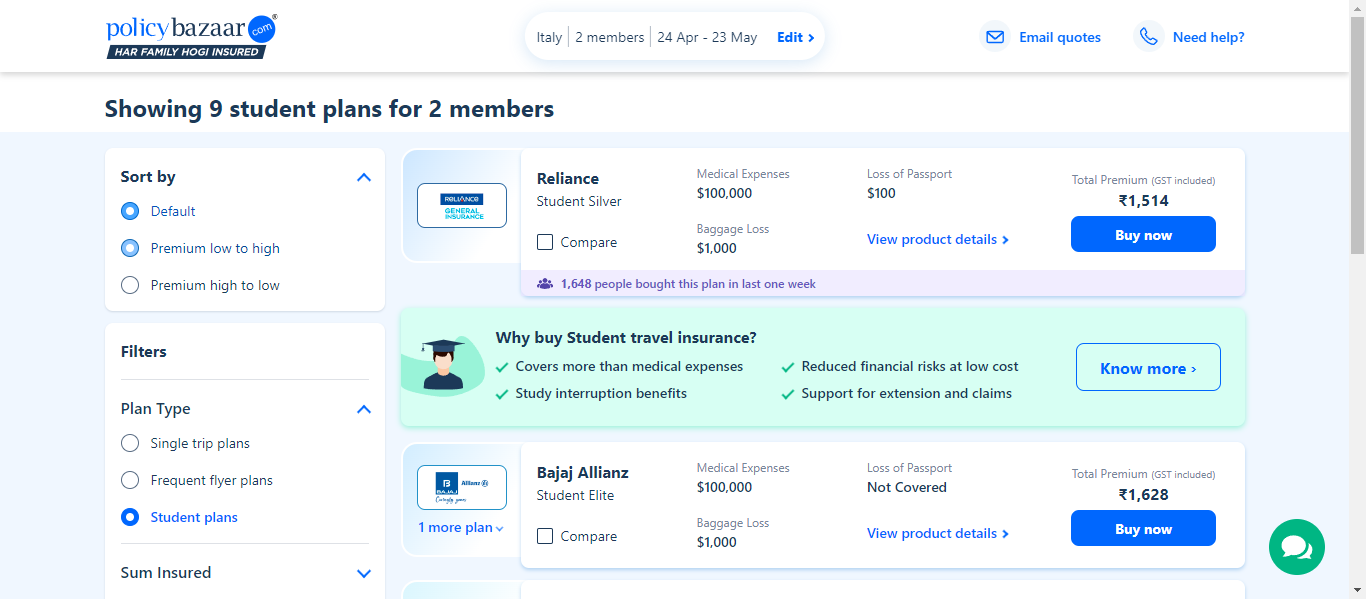 policybazaar.com®
HAR FAMILY HOGI INSURED
Italy 2 members 24 Apr - 23 May Edit ›
Email quotes
Need help?
Showing 9 student plans for 2 members
Sort by
Default
Premium low to high
Premium high to low
Filters
Plan Type
Single trip plans
Frequent flyer plans
Student plans
Sum Insured
RELIANCE
GENERAL
INSURANCE
Reliance
Student Silver
Compare
Medical Expenses
$100,000
Baggage Loss
$1,000
Loss of Passport
$100
View product details ›
Total Premium (GST included)
₹1,514
Buy now
1,648 people bought this plan in last one week
Why buy Student travel insurance?
Covers more than medical expenses
Study interruption benefits
Reduced financial risks at low cost
Support for extension and claims
Know more ›
B
BAJAJ Allianz
Caringly yours
1 more plan
Bajaj Allianz
Student Elite
Compare
Medical Expenses
$100,000
Baggage Loss
$1,000
Loss of Passport
Not Covered
View product details ›
Total Premium (GST included)
₹1,628
Buy now